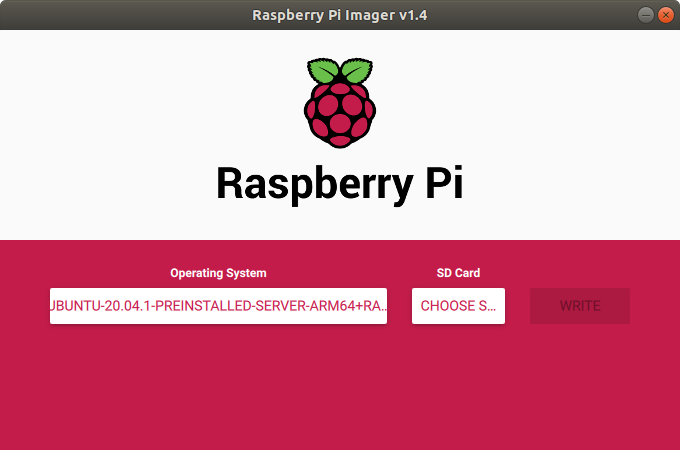 Raspberry Pi Imager v1.4
Raspberry Pi
Operating System
SD Card
UBUNTU-20.04.1-PREINSTALLED-SERVER-ARM64+RA...
CHOOSE S...
WRITE